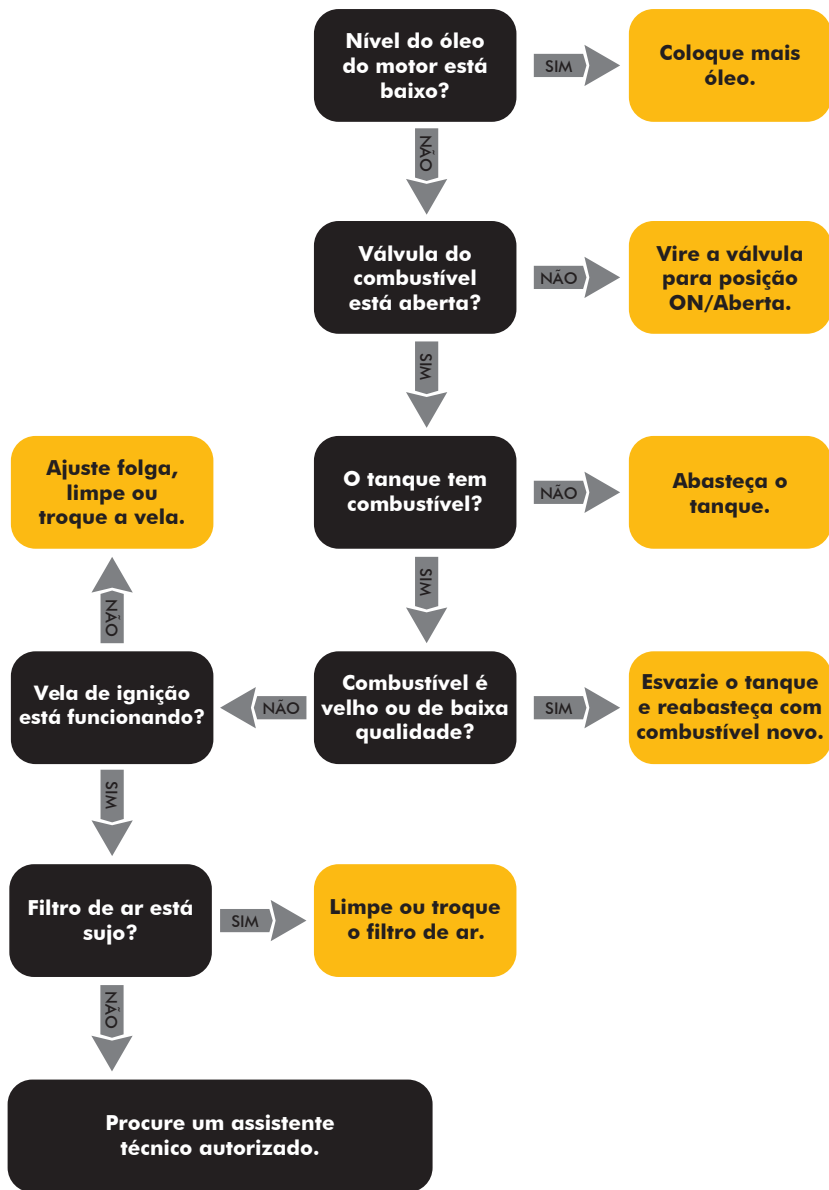 Nível do óleo
do motor está
baixo?
SIM
Coloque mais
óleo.
NÃO
Válvula do
combustível
está aberta?
NÃO
Vire a válvula
para posição
ON/Aberta.
SIM
O tanque tem
combustível?
NÃO
Abasteça o
tanque.
SIM
Combustível é
velho ou de baixa
qualidade?
SIM
Esvazie o tanque
e reabasteça com
combustível novo.
NÃO
Vela de ignição
está funcionando?
NÃO
Ajuste folga,
limpe ou
troque a vela.
SIM
Filtro de ar está
sujo?
SIM
Limpe ou troque
o filtro de ar.
NÃO
Procure um assistente
técnico autorizado.